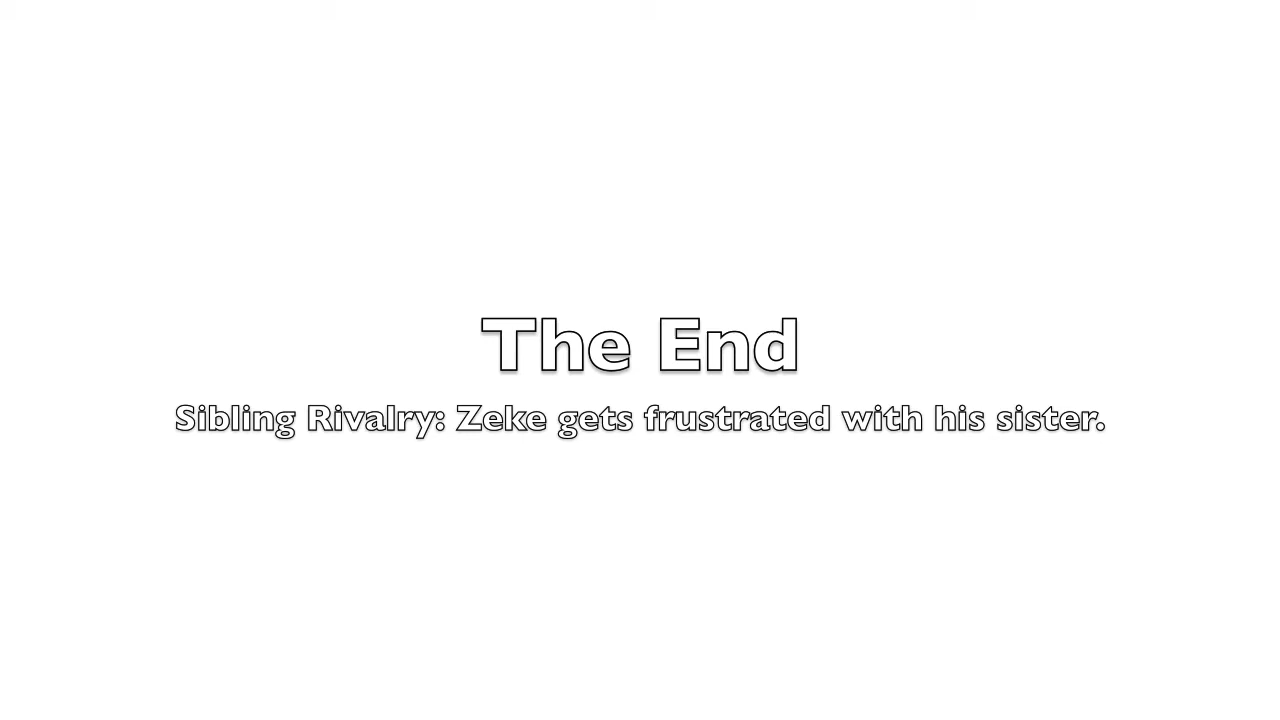 The End
Sibling Rivalry: Zeke gets frustrated with his sister.